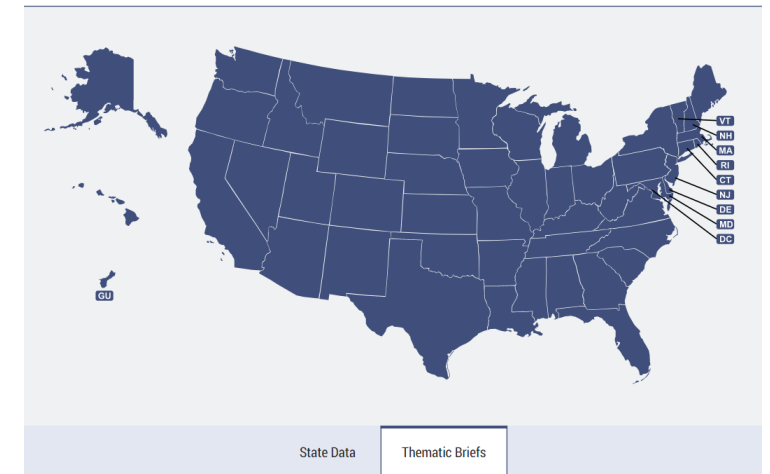 VT
NH
MA
RI
CT
NJ
DE
MD
DC
GU
State Data
Thematic Briefs